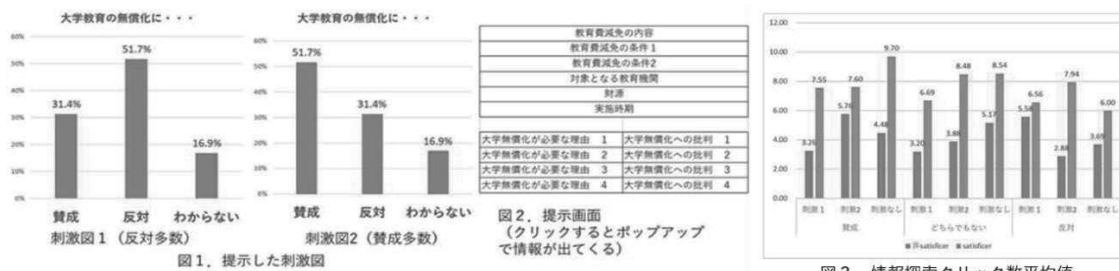 大学教育の無償化に・・・
60%
50%
40%
30%
20%
10%
0%
31.4%
51.7%
16.9%
賛成 反対 わからない
刺激図1（反対多数）
大学教育の無償化に・・・
60%
50%
40%
30%
20%
10%
0%
51.7%
31.4%
16.9%
賛成 反対 わからない
刺激図2（賛成多数）
図1．提示した刺激図
教育費減免の内容
教育費減免の条件1
教育費減免の条件2
対象となる教育機関
財源
実施時期
大学無償化が必要な理由 1 大学無償化への批判 1
大学無償化が必要な理由 2 大学無償化への批判 2
大学無償化が必要な理由 3 大学無償化への批判 3
大学無償化が必要な理由 4 大学無償化への批判 4
図2．提示画面
（クリックするとポップアップ
で情報が出てくる）
12.00
10.00
8.00
6.00
4.00
2.00
0.00
3.26 7.55 5.76 7.60 4.48 9.70 3.20 6.69 3.88 8.48 5.17 8.54 5.58 6.56 2.88 7.94 3.69 6.00
刺激1 刺激2 刺激なし 刺激1 刺激2 刺激なし 刺激1 刺激2 刺激なし
賛成 どちらでもない 反対
■非satisficer ■satisficer
図3．情報探索クリック数平均値